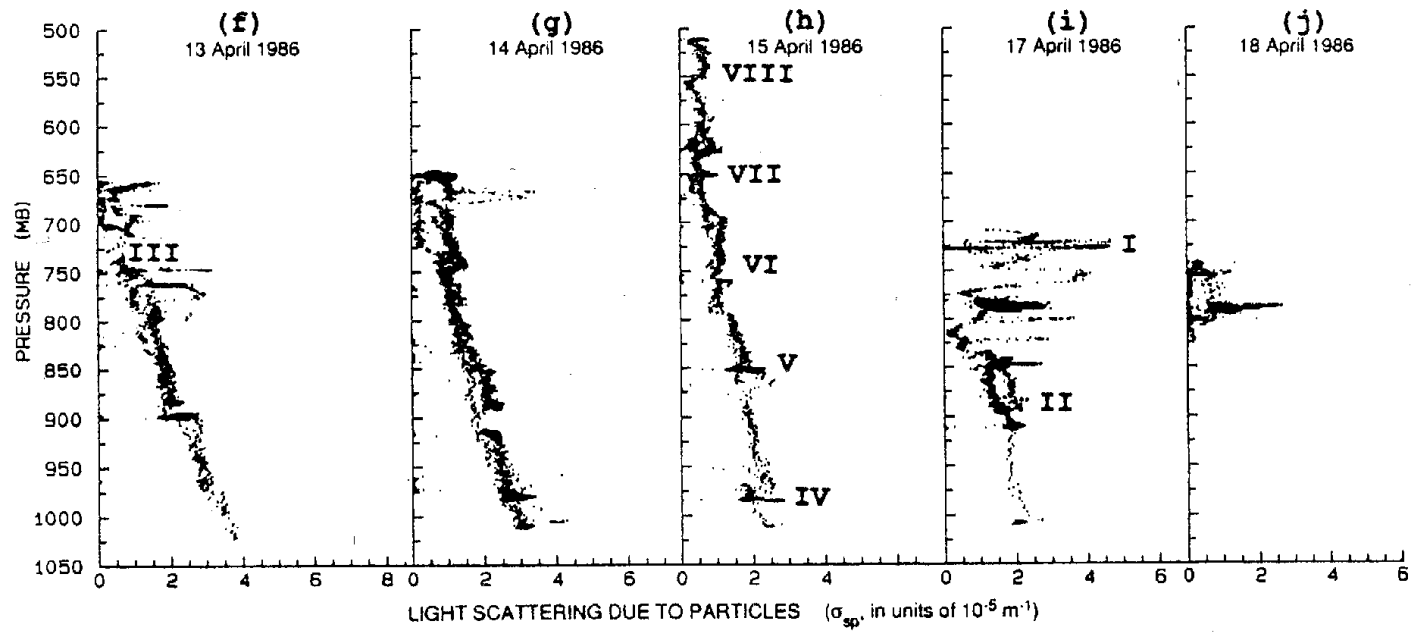 (f) (g) (h) (i) (j)
13 April 1986 14 April 1986 15 April 1986 17 April 1986 18 April 1986
500
550
600
650
700
750
800
850
900
950
1000
1050
PRESSURE (MB)
III
VIII
VII
VI
V
IV
I
II
0 2 4 6 8 0 2 4 6 0 2 4 6 0 2 4 6 0 2 4 6
LIGHT SCATTERING DUE TO PARTICLES (σsp, in units of 10-5 m-1)